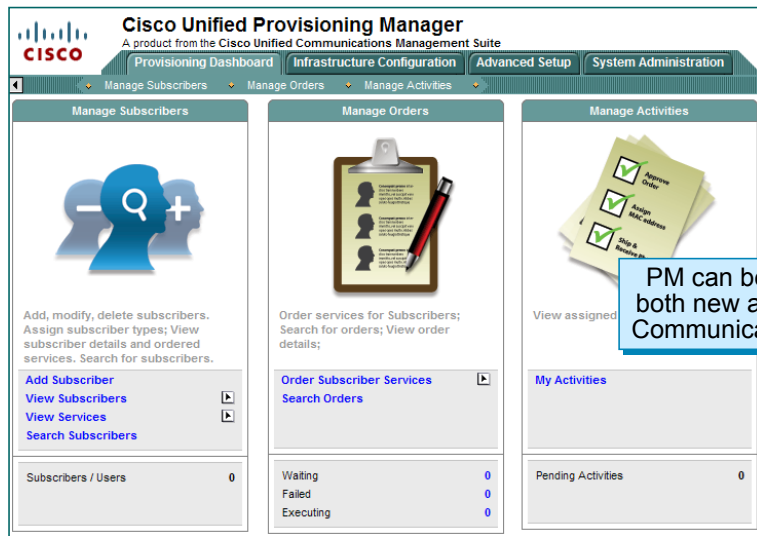 CISCO
Cisco Unified Provisioning Manager
A product from the Cisco Unified Communications Management Suite
Provisioning Dashboard
Infrastructure Configuration
Advanced Setup
System Administration
Manage Subscribers
Manage Orders
Manage Activities
Manage Subscribers
Add, modify, delete subscribers.
Assign subscriber types; View
subscriber details and ordered
services. Search for subscribers.
Add Subscriber
View Subscribers
View Services
Search Subscribers
Subscribers / Users 0
Manage Orders
Order services for Subscribers;
Search for orders; View order
details;
Order Subscriber Services
Search Orders
Waiting 0
Failed 0
Executing 0
Manage Activities
Approve
Order
Assign
MAC address
Ship &
Receive
View assigned
PM can be
both new a
Communica
My Activities
Pending Activities 0